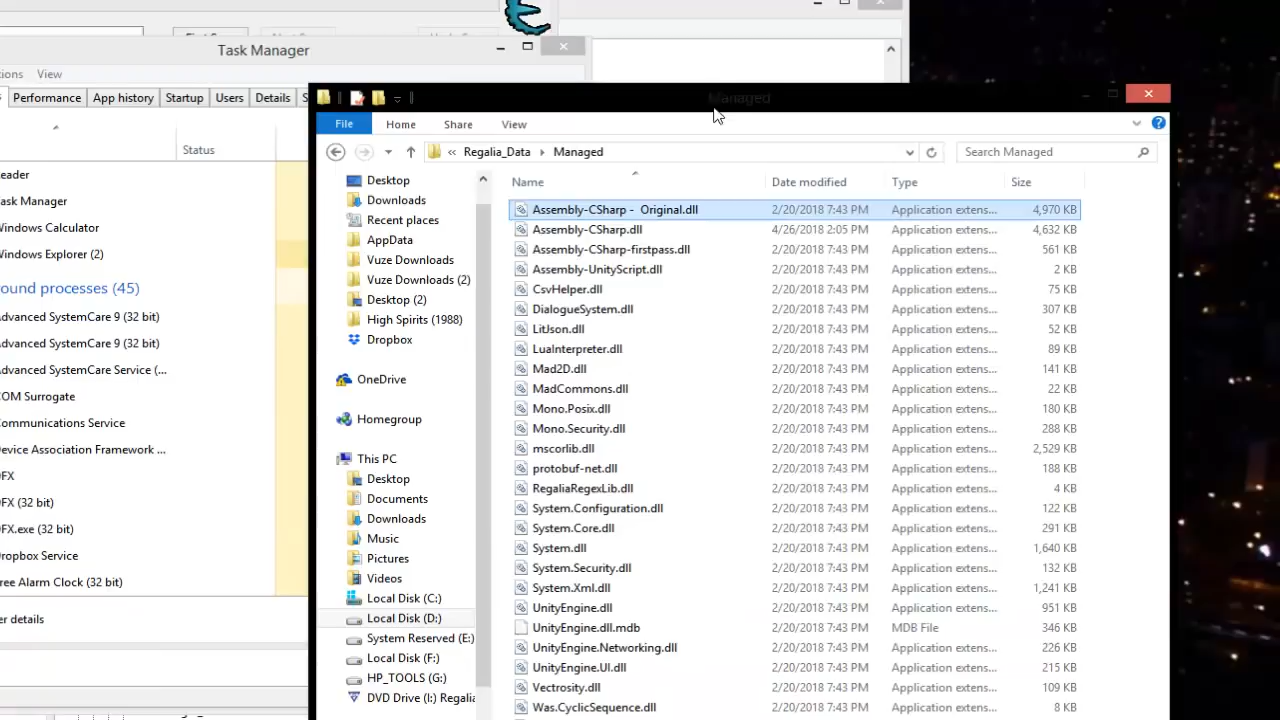 Task Manager
View
Performance
App history
Startup
Users
Details
Status
Task Manager
Windows Calculator
Windows Explorer (2)
ound processes (45)
Advanced SystemCare 9 (32 bit)
Advanced SystemCare 9 (32 bit)
Advanced SystemCare Service (...
COM Surrogate
Communications Service
Device Association Framework ...
FX
FX (32 bit)
FX.exe (32 bit)
Dropbox Service
ree Alarm Clock (32 bit)
er details
Managed
File Home Share View
« Regalia_Data Managed
Search Managed
Desktop
Downloads
Recent places
AppData
Vuze Downloads
Vuze Downloads (2)
Desktop (2)
High Spirits (1988)
Dropbox
OneDrive
Homegroup
This PC
Desktop
Documents
Downloads
Music
Pictures
Videos
Local Disk (C:)
Local Disk (D:)
System Reserved (E:)
Local Disk (F:)
HP_TOOLS (G:)
DVD Drive (I:) Regalia
Name Date modified Type Size
Assembly-CSharp - Original.dll 2/20/2018 7:43 PM Application extens... 4,970 KB
Assembly-CSharp.dll 4/26/2018 2:05 PM Application extens... 4,632 KB
Assembly-CSharp-firstpass.dll 2/20/2018 7:43 PM Application extens... 561 KB
Assembly-UnityScript.dll 2/20/2018 7:43 PM Application extens... 2 KB
CsvHelper.dll 2/20/2018 7:43 PM Application extens... 75 KB
DialogueSystem.dll 2/20/2018 7:43 PM Application extens... 307 KB
LitJson.dll 2/20/2018 7:43 PM Application extens... 52 KB
LuaInterpreter.dll 2/20/2018 7:43 PM Application extens... 89 KB
Mad2D.dll 2/20/2018 7:43 PM Application extens... 141 KB
MadCommons.dll 2/20/2018 7:43 PM Application extens... 22 KB
Mono.Posix.dll 2/20/2018 7:43 PM Application extens... 180 KB
Mono.Security.dll 2/20/2018 7:43 PM Application extens... 288 KB
mscorlib.dll 2/20/2018 7:43 PM Application extens... 2,529 KB
protobuf-net.dll 2/20/2018 7:43 PM Application extens... 188 KB
RegaliaRegexLib.dll 2/20/2018 7:43 PM Application extens... 4 KB
System.Configuration.dll 2/20/2018 7:43 PM Application extens... 122 KB
System.Core.dll 2/20/2018 7:43 PM Application extens... 291 KB
System.dll 2/20/2018 7:43 PM Application extens... 1,640 KB
System.Security.dll 2/20/2018 7:43 PM Application extens... 132 KB
System.Xml.dll 2/20/2018 7:43 PM Application extens... 1,241 KB
UnityEngine.dll 2/20/2018 7:43 PM Application extens... 951 KB
UnityEngine.dll.mdb 2/20/2018 7:43 PM MDB File 346 KB
UnityEngine.Networking.dll 2/20/2018 7:43 PM Application extens... 226 KB
UnityEngine.UI.dll 2/20/2018 7:43 PM Application extens... 215 KB
Vectrosity.dll 2/20/2018 7:43 PM Application extens... 109 KB
Was.CyclicSequence.dll 2/20/2018 7:43 PM Application extens... 8 KB